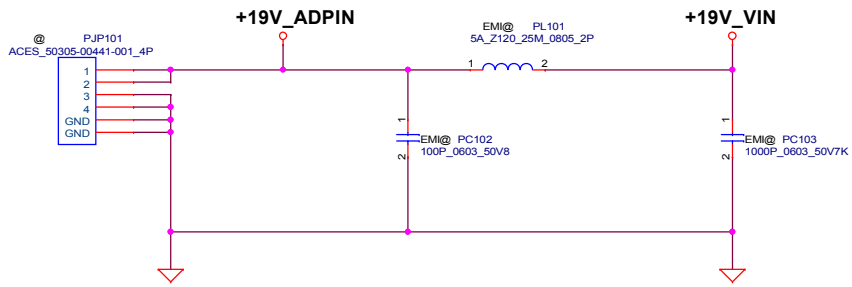 +19V_ADPIN
+19V_VIN
@ PJP101
ACES_50305-00441-001_4P
EMI@ PL101
5A_Z120_25M_0805_2P
1
2
3
4
GND
GND
1 2
1
EMI@ PC102
100P_0603_50V8
2
1
EMI@ PC103
1000P_0603_50V7K
2